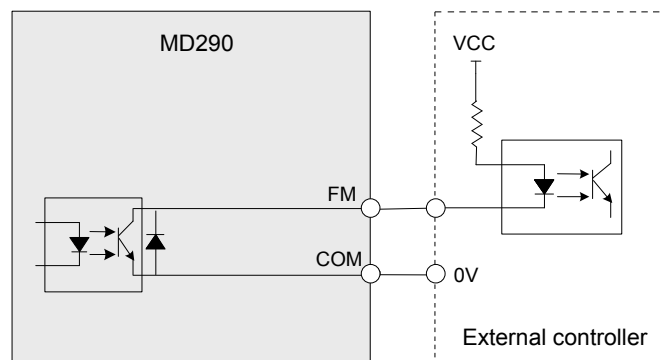 MD290
VCC
FM
COM
0V
External controller